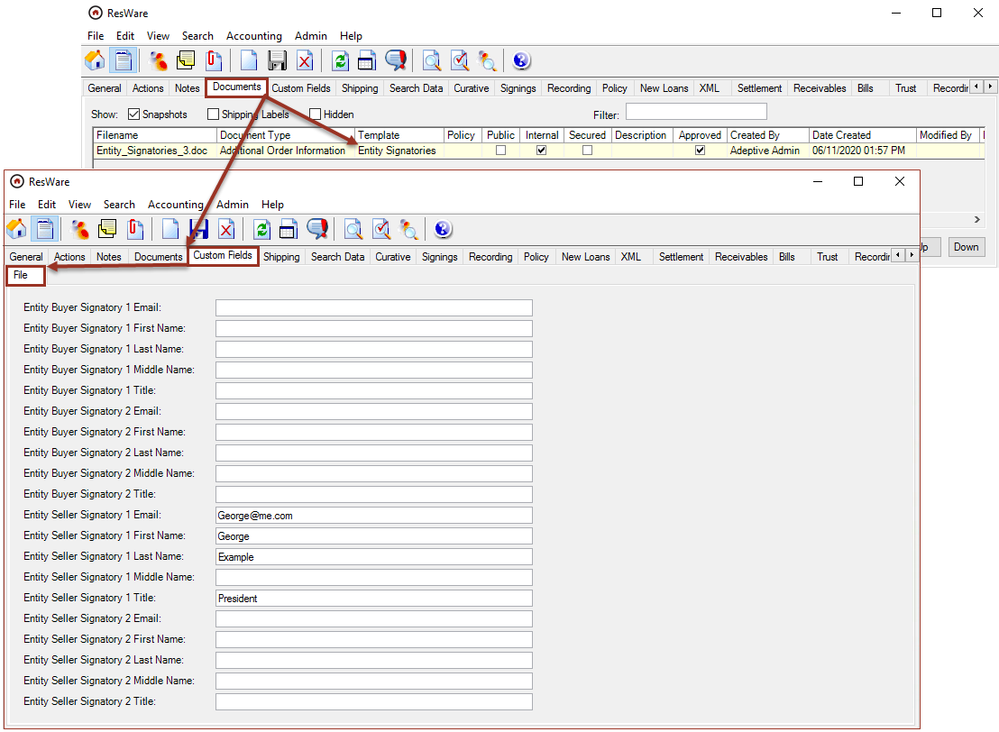 ResWare
File Edit View Search Accounting Admin Help
General Actions Notes Documents Custom Fields Shipping Search Data Curative Signings Recording Policy New Loans XML Settlement Receivables Bills Trust
Show: Snapshots Shipping Labels Hidden Filter:
Filename Document Type Template Policy Public Internal Secured Description Approved Created By Date Created Modified By
Entity_Signatories_3.doc Additional Order Information Entity Signatories Adeptive Admin 06/11/2020 01:57 PM
Down
ResWare
File Edit View Search Accounting Admin Help
General Actions Notes Documents Custom Fields Shipping Search Data Curative Signings Recording Policy New Loans XML Settlement Receivables Bills Trust
File
Entity Buyer Signatory 1 Email:
Entity Buyer Signatory 1 First Name:
Entity Buyer Signatory 1 Last Name:
Entity Buyer Signatory 1 Middle Name:
Entity Buyer Signatory 1 Title:
Entity Buyer Signatory 2 Email:
Entity Buyer Signatory 2 First Name:
Entity Buyer Signatory 2 Last Name:
Entity Buyer Signatory 2 Middle Name:
Entity Buyer Signatory 2 Title:
Entity Seller Signatory 1 Email: George@me.com
Entity Seller Signatory 1 First Name: George
Entity Seller Signatory 1 Last Name: Example
Entity Seller Signatory 1 Middle Name:
Entity Seller Signatory 1 Title: President
Entity Seller Signatory 2 Email:
Entity Seller Signatory 2 First Name:
Entity Seller Signatory 2 Last Name:
Entity Seller Signatory 2 Middle Name:
Entity Seller Signatory 2 Title: